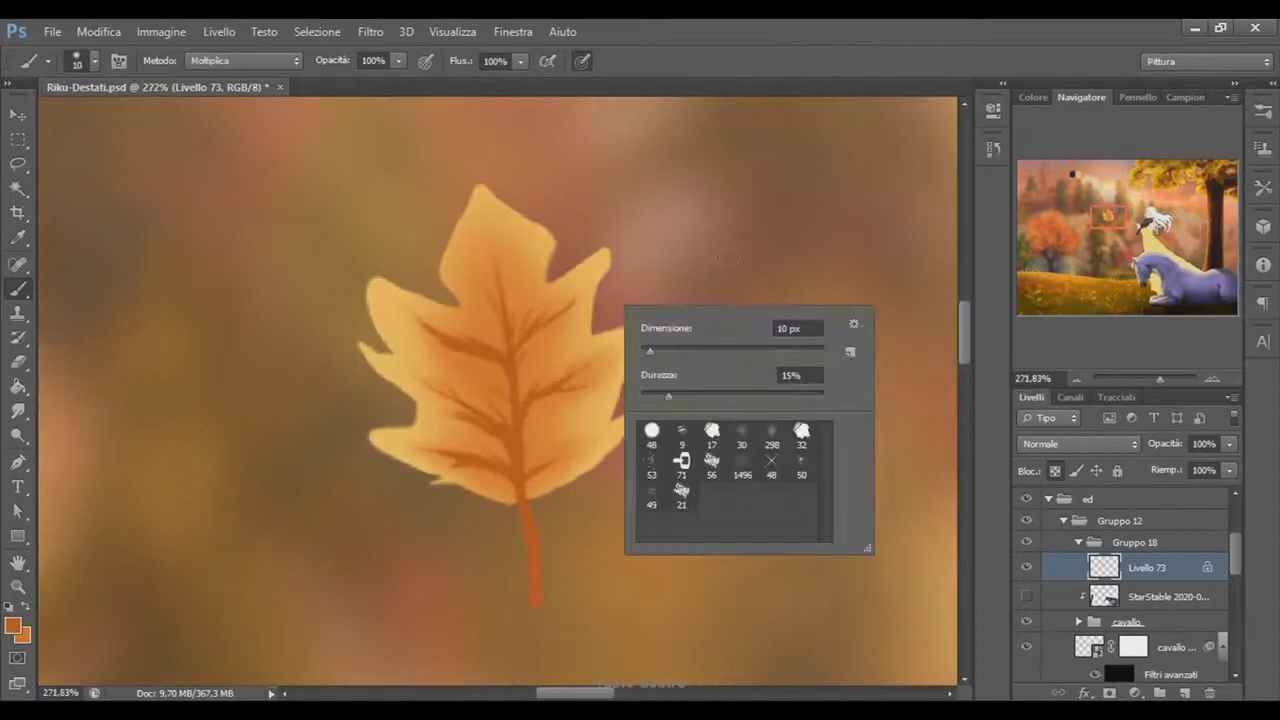 Ps File Modifica Immagine Livello Testo Selezione Filtro 3D Visualizza Finestra Aiuto
10 Metodo: Moltiplica Opacità: 100% Flus.: 100% Pittura
Riku-Destati.psd @ 272% (Livello 73, RGB/8) * ×
Colore Navigatore Pennello Campion
Dimensione: 10 px
Durezza: 15%
48 9 17 30 298 32
53 71 56 1496 48 50
49 21
271,83%
Livelli Canali Tracciati
Tipo
Normale Opacità: 100%
Bloc.: Riemp.: 100%
ed
Gruppo 12
Gruppo 18
Livello 73
StarStable 2020-0...
cavallo
cavallo ...
Filtri avanzati
fx
271,83% Doc: 9,70 MB/367,3 MB